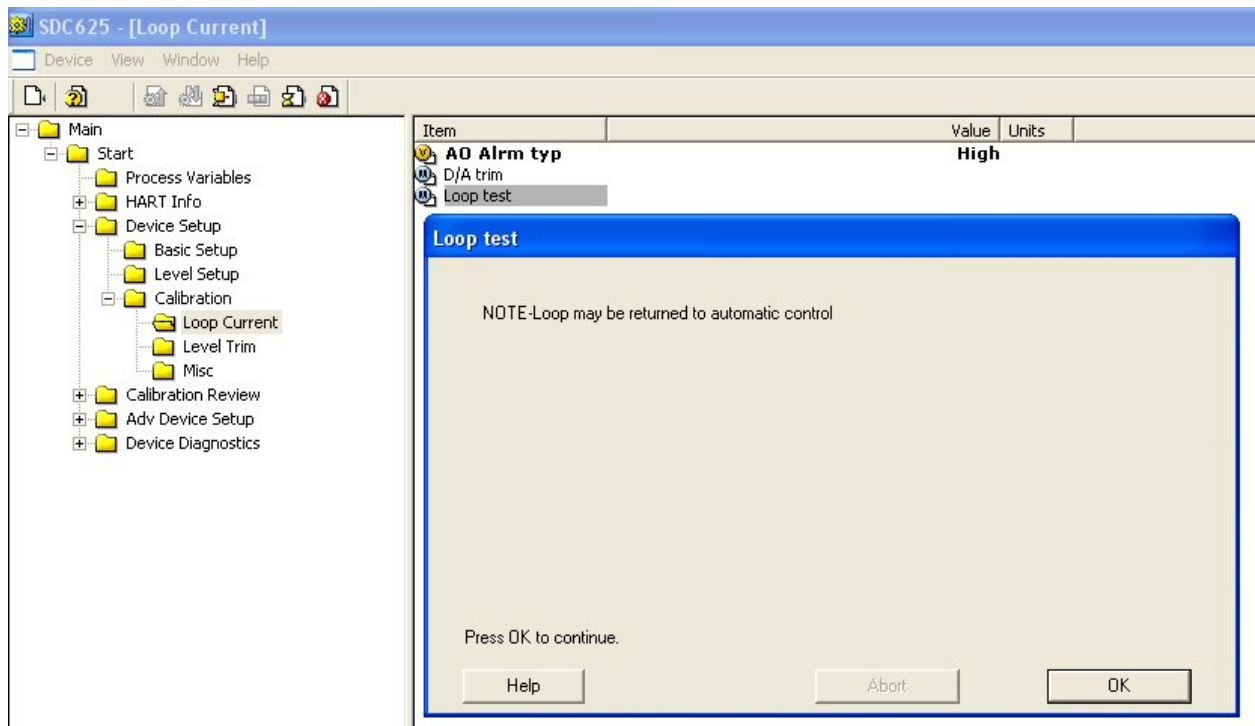 SDC625 - [Loop Current]
Device View Window Help
Main
Start
Process Variables
HART Info
Device Setup
Basic Setup
Level Setup
Calibration
Loop Current
Level Trim
Misc
Calibration Review
Adv Device Setup
Device Diagnostics
Item Value Units
AO Alrm typ High
D/A trim
Loop test
Loop test
NOTE-Loop may be returned to automatic control
Press OK to continue.
Help Abort OK